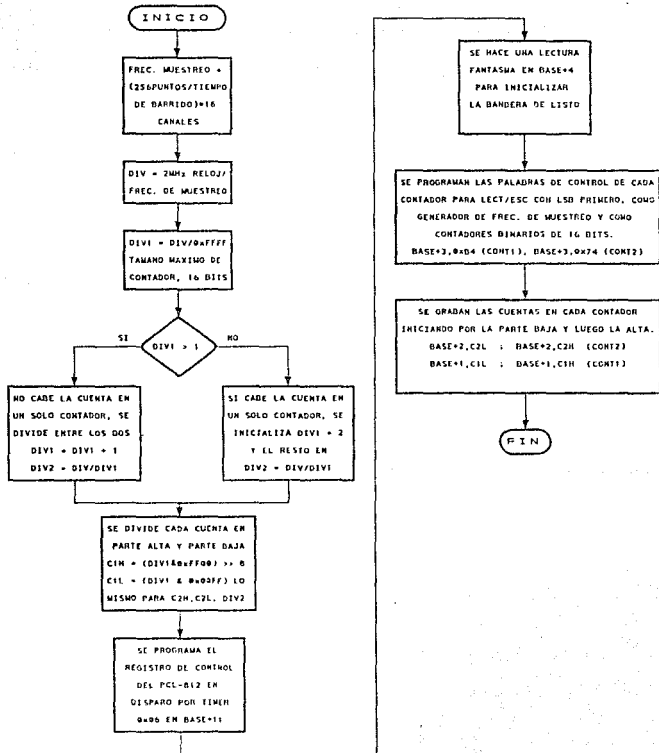 INICIO
FREC. MUESTREO =
(256PUNTOS/TIEMPO
DE BARRIDO)*16
CANALES
DIV = 2MHz RELOJ/
FREC. DE MUESTREO
DIV1 = DIV/0xFFFF
TAMANO MAXIMO DE
CONTADOR, 16 BITS
DIV1 > 1
SI
NO
NO CABE LA CUENTA EN
UN SOLO CONTADOR, SE
DIVIDE ENTRE LOS DOS
DIV1 = DIV1 + 1
DIV2 = DIV/DIV1
SI CABE LA CUENTA EN
UN SOLO CONTADOR, SE
INICIALIZA DIV1 = 2
Y EL RESTO EN
DIV2 = DIV/DIV1
SE DIVIDE CADA CUENTA EN
PARTE ALTA Y PARTE BAJA
C1H = (DIV1&0xFF00) >> 8
C1L = (DIV1 & 0x00FF) LO
MISMO PARA C2H,C2L, DIV2
SE PROGRAMA EL
REGISTRO DE CONTROL
DEL PCL-812 EN
DISPARO POR TIMER
0x06 EN BASE+11
SE HACE UNA LECTURA
FANTASMA EN BASE+4
PARA INICIALIZAR
LA BANDERA DE LISTO
SE PROGRAMAN LAS PALABRAS DE CONTROL DE CADA
CONTADOR PARA LECT/ESC CON LSB PRIMERO, COMO
GENERADOR DE FREC. DE MUESTREO Y COMO
CONTADORES BINARIOS DE 16 BITS.
BASE+3,0xB4 (CONT1), BASE+3,0x74 (CONT2)
SE GRABAN LAS CUENTAS EN CADA CONTADOR
INICIANDO POR LA PARTE BAJA Y LUEGO LA ALTA.
BASE+2,C2L ; BASE+2,C2H (CONT2)
BASE+1,C1L ; BASE+1,C1H (CONT1)
FIN